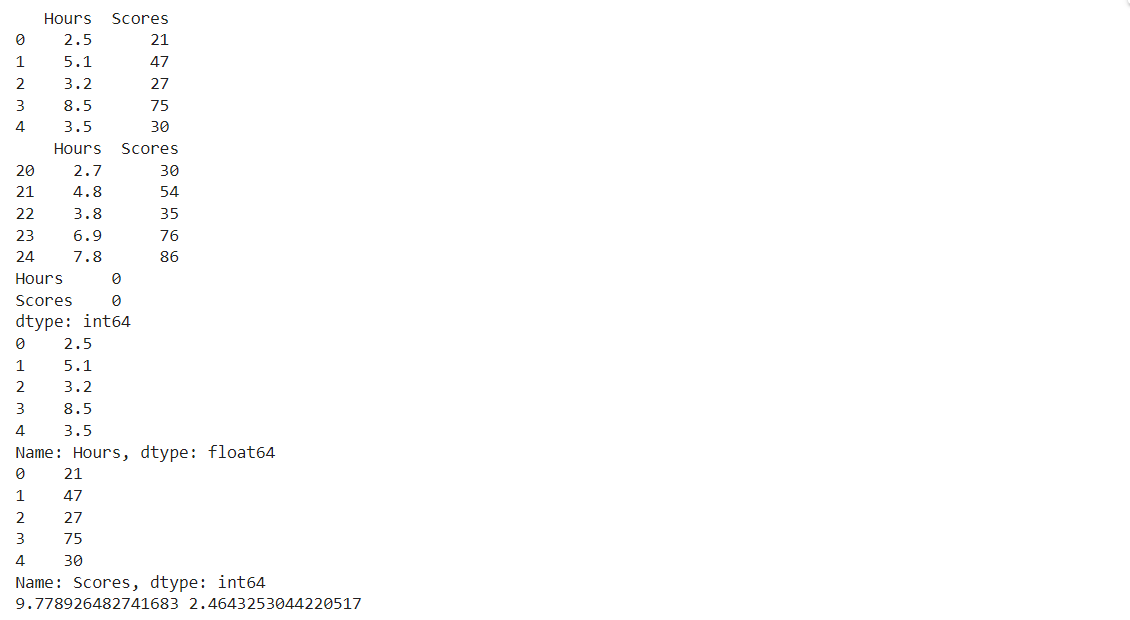 Hours  Scores
0    2.5      21
1    5.1      47
2    3.2      27
3    8.5      75
4    3.5      30
    Hours  Scores
20    2.7      30
21    4.8      54
22    3.8      35
23    6.9      76
24    7.8      86
Hours     0
Scores    0
dtype: int64
0    2.5
1    5.1
2    3.2
3    8.5
4    3.5
Name: Hours, dtype: float64
0    21
1    47
2    27
3    75
4    30
Name: Scores, dtype: int64
9.778926482741683 2.4643253044220517